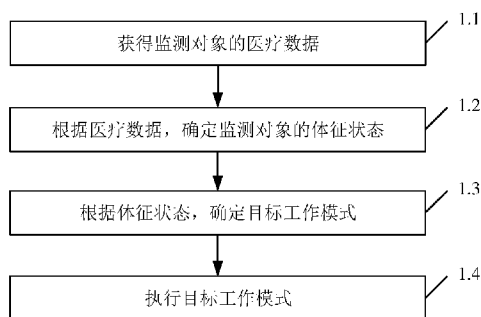 1.1
获得监测对象的医疗数据
1.2
根据医疗数据，确定监测对象的体征状态
1.3
根据体征状态，确定目标工作模式
1.4
执行目标工作模式